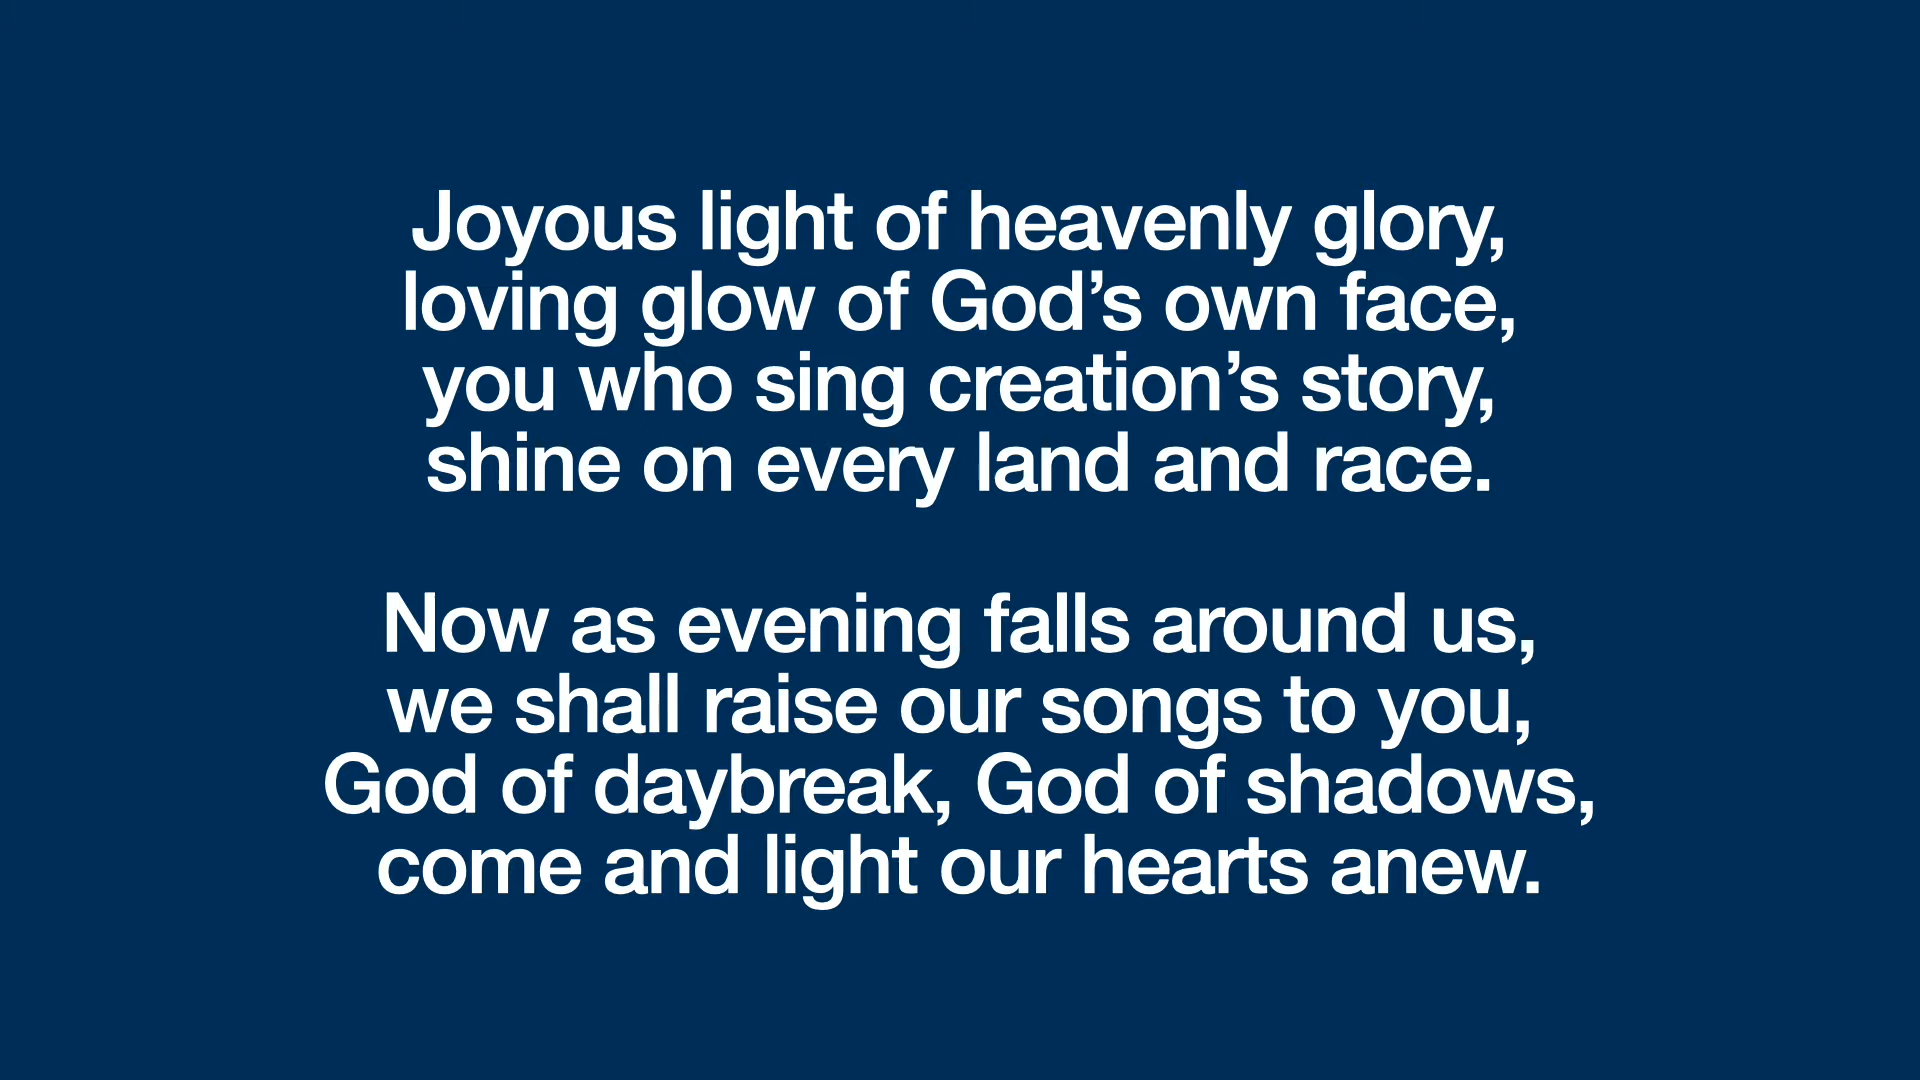 Joyous light of heavenly glory,
loving glow of God’s own face,
you who sing creation’s story,
shine on every land and race.
Now as evening falls around us,
we shall raise our songs to you,
God of daybreak, God of shadows,
come and light our hearts anew.